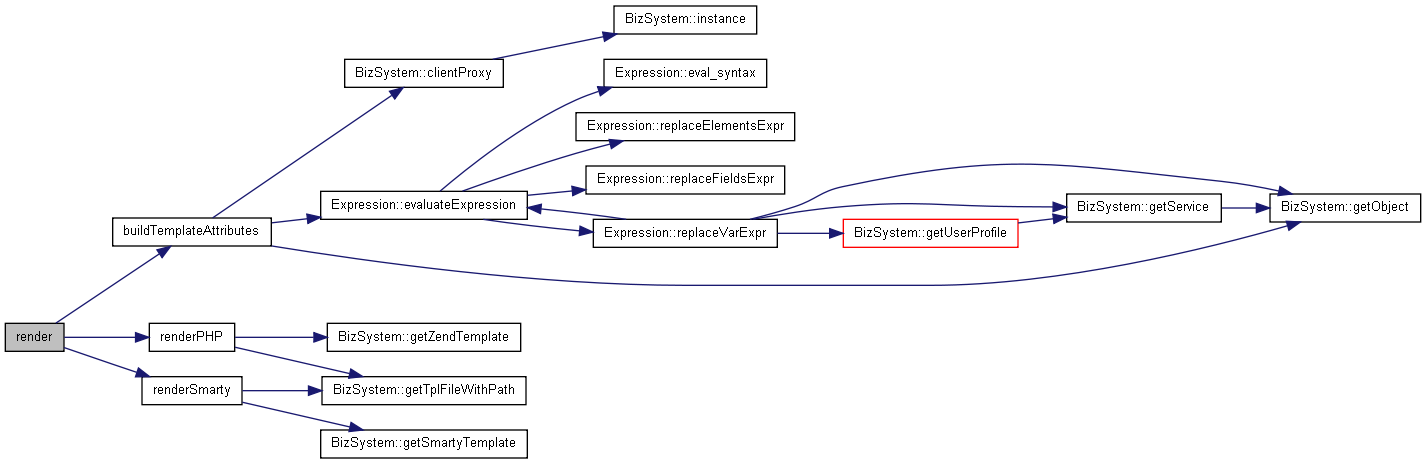 BizSystem::instance
BizSystem::clientProxy
Expression::eval_syntax
Expression::replaceElementsExpr
Expression::replaceFieldsExpr
Expression::evaluateExpression
BizSystem::getService
BizSystem::getObject
buildTemplateAttributes
Expression::replaceVarExpr
BizSystem::getUserProfile
render
renderPHP
BizSystem::getZendTemplate
renderSmarty
BizSystem::getTplFileWithPath
BizSystem::getSmartyTemplate